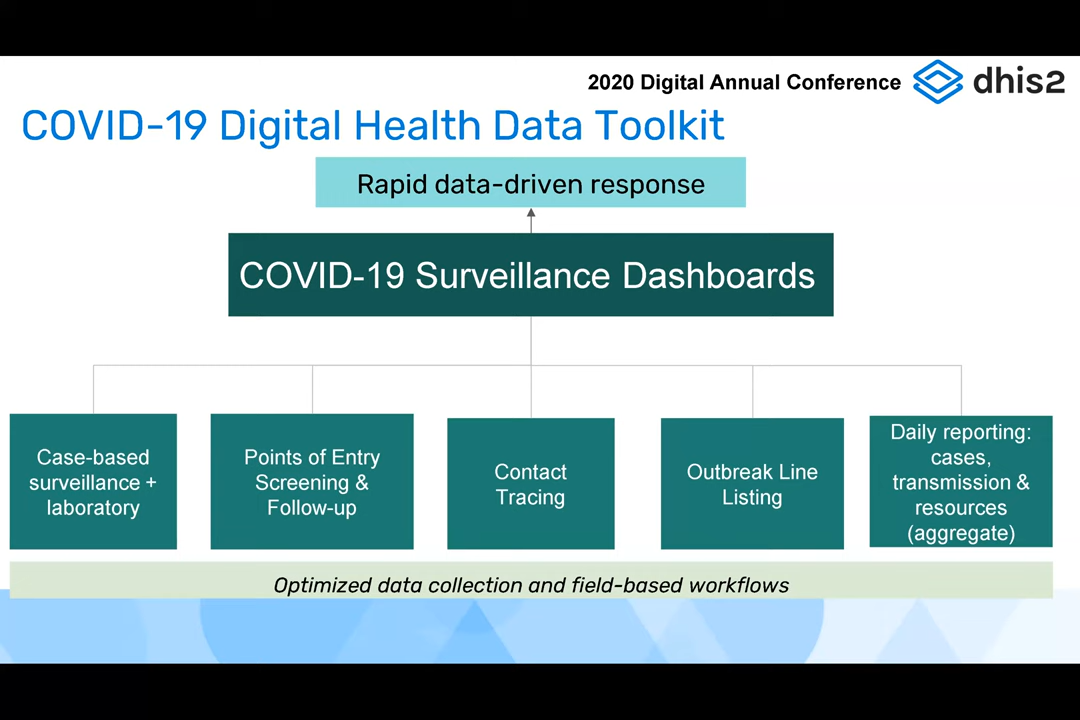 2020 Digital Annual Conference
dhis2
COVID-19 Digital Health Data Toolkit
Rapid data-driven response
COVID-19 Surveillance Dashboards
Case-based
surveillance +
laboratory
Points of Entry
Screening &
Follow-up
Contact
Tracing
Outbreak Line
Listing
Daily reporting:
cases,
transmission &
resources
(aggregate)
Optimized data collection and field-based workflows